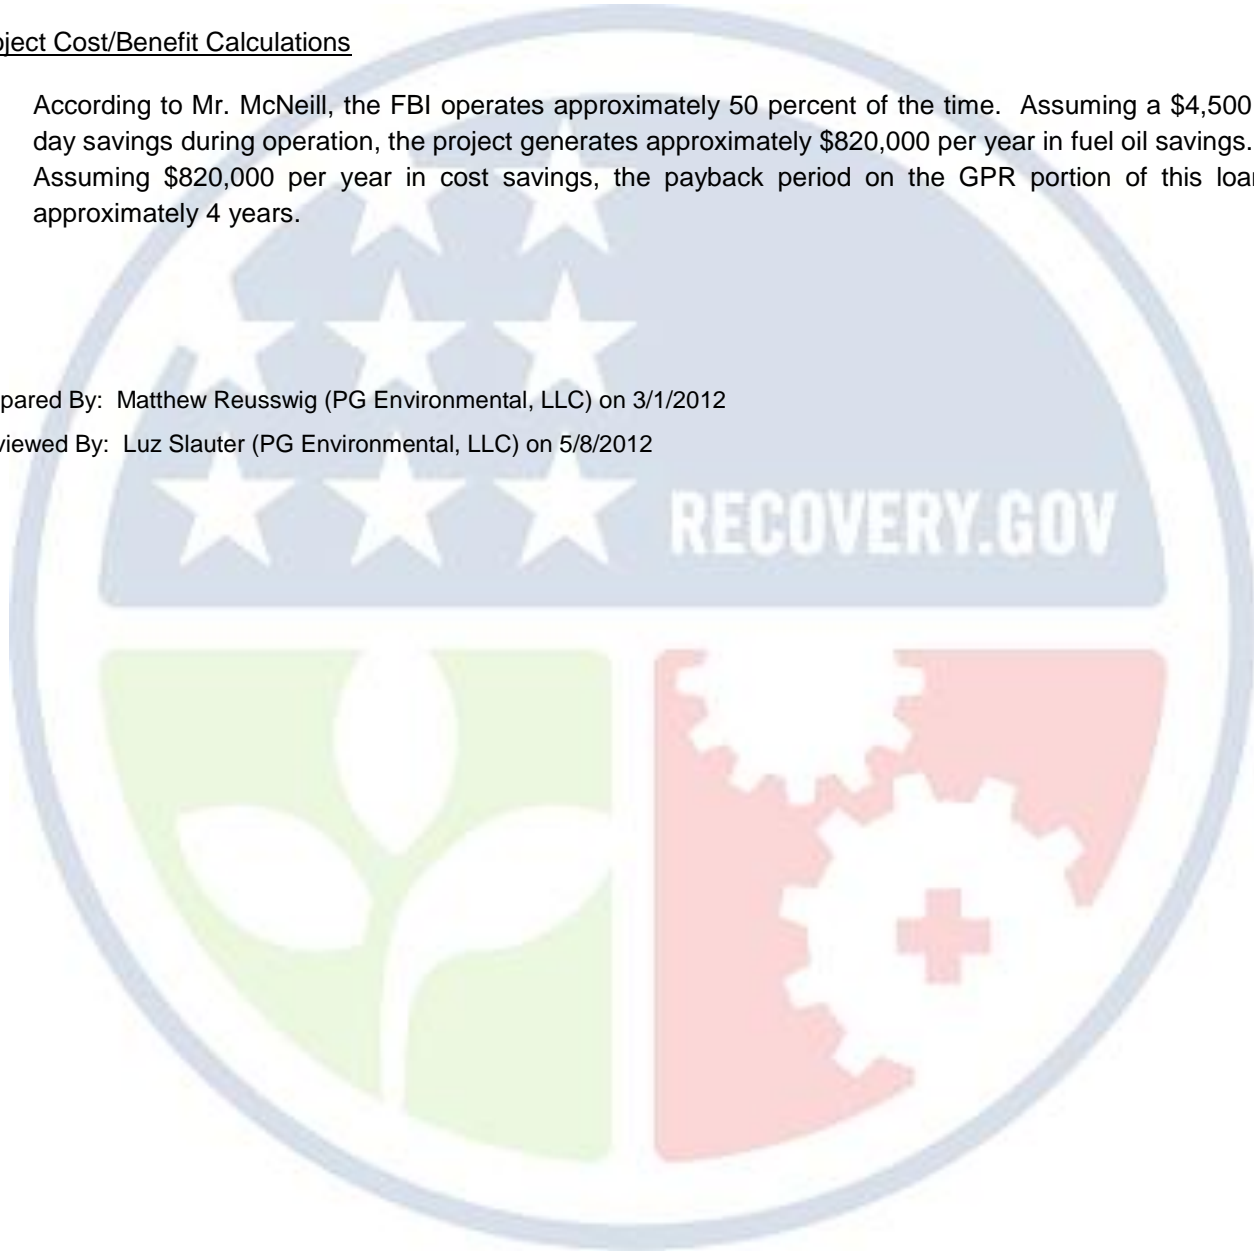 oject Cost/Benefit Calculations
According to Mr. McNeill, the FBI operates approximately 50 percent of the time. Assuming a $4,500
day savings during operation, the project generates approximately $820,000 per year in fuel oil savings.
Assuming $820,000 per year in cost savings, the payback period on the GPR portion of this loan
approximately 4 years.
pared By: Matthew Reusswig (PG Environmental, LLC) on 3/1/2012
viewed By: Luz Slauter (PG Environmental, LLC) on 5/8/2012
RECOVERY.GOV